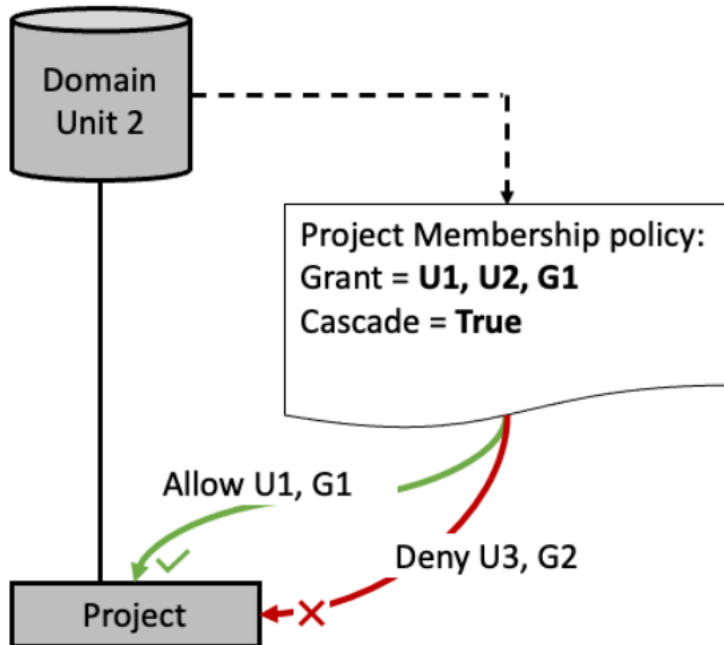 Domain
Unit 2
Project Membership policy:
Grant = U1, U2, G1
Cascade = True
Allow U1, G1
Deny U3, G2
Project